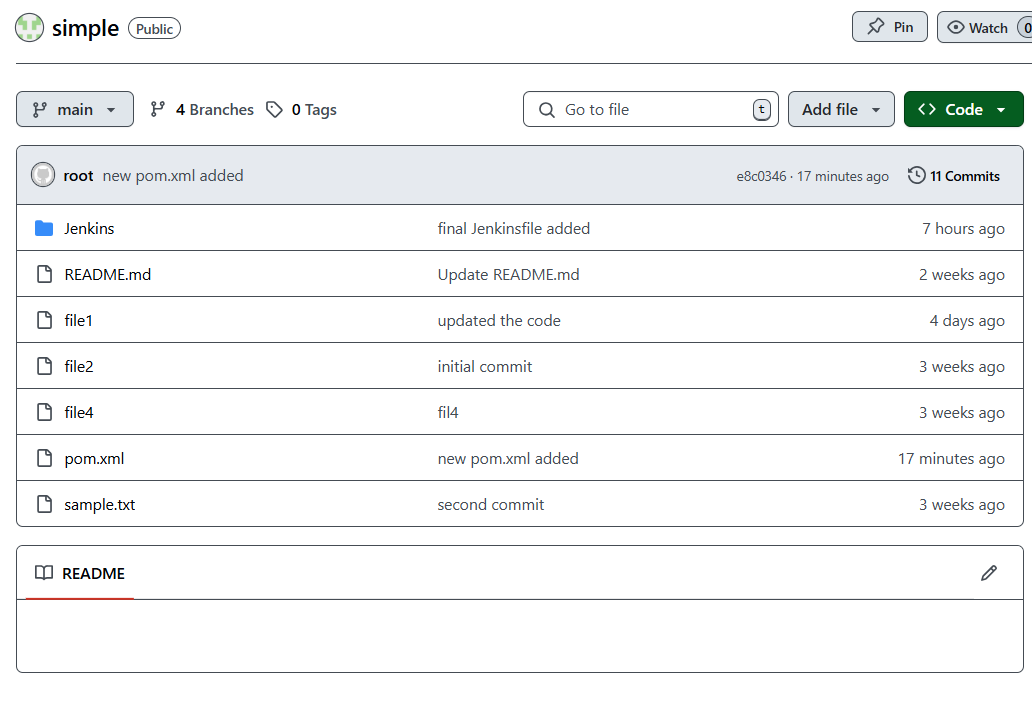 simple Public Pin Watch 0
main 4 Branches 0 Tags Go to file t Add file Code
root new pom.xml added e8c0346 · 17 minutes ago 11 Commits
Jenkins final Jenkinsfile added 7 hours ago
README.md Update README.md 2 weeks ago
file1 updated the code 4 days ago
file2 initial commit 3 weeks ago
file4 fil4 3 weeks ago
pom.xml new pom.xml added 17 minutes ago
sample.txt second commit 3 weeks ago
README